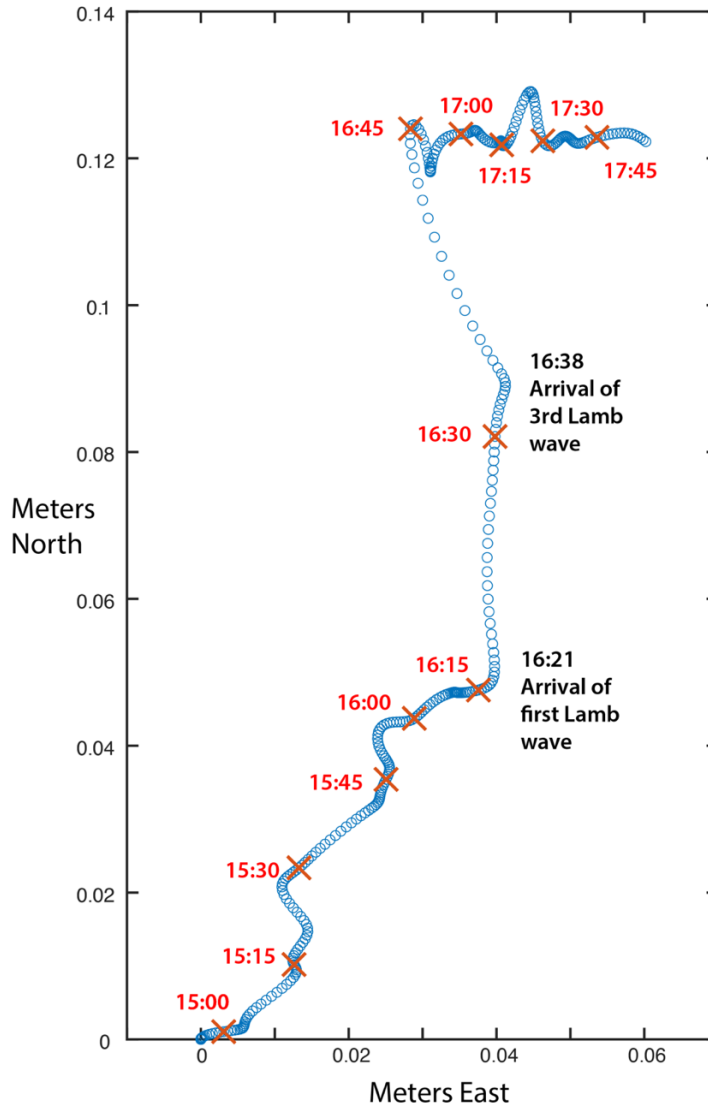 0.14
17:00
17:30
16:45
0.12
17:15
17:45
0.1
16:38
Arrival of
3rd Lamb
wave
16:30
0.08
Meters
North
0.06
16:15
16:21
Arrival of
first Lamb
wave
16:00
0.04
15:45
15:30
0.02
15:15
15:00
0
0
0.02
0.04
0.06
Meters East